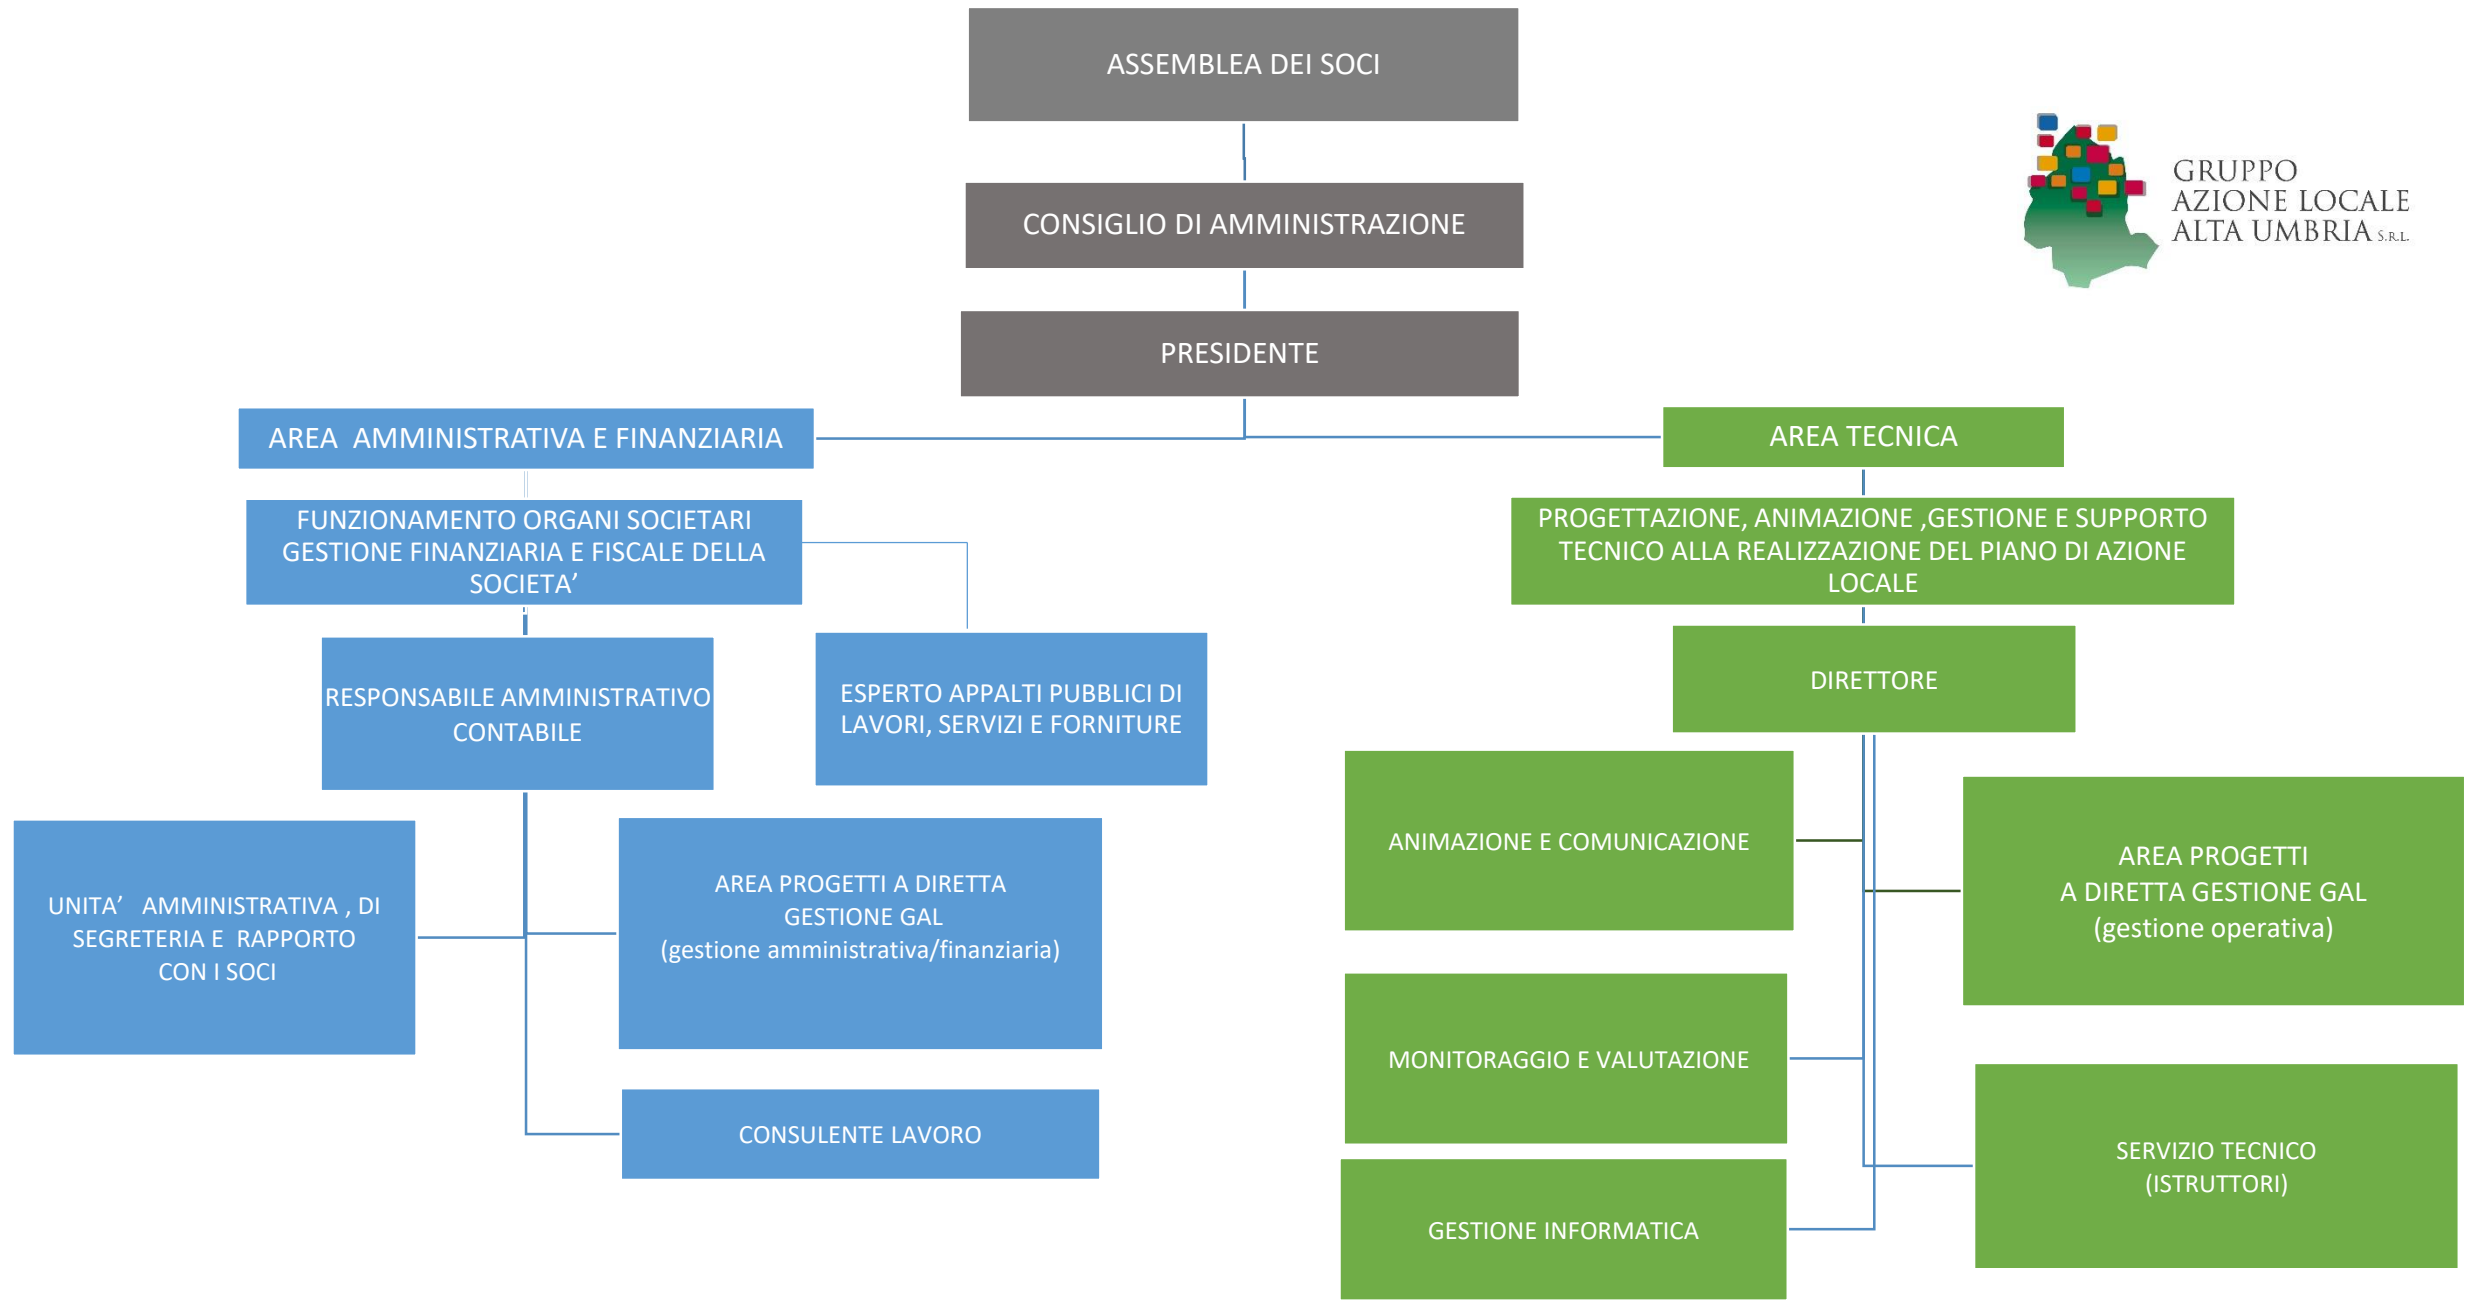 ASSEMBLEA DEI SOCI
GRUPPO
AZIONE LOCALE
ALTA UMBRIA S.R.L.
CONSIGLIO DI AMMINISTRAZIONE
PRESIDENTE
AREA  AMMINISTRATIVA E FINANZIARIA
AREA TECNICA
FUNZIONAMENTO ORGANI SOCIETARI
GESTIONE FINANZIARIA E FISCALE DELLA
SOCIETA’
PROGETTAZIONE, ANIMAZIONE ,GESTIONE E SUPPORTO
TECNICO ALLA REALIZZAZIONE DEL PIANO DI AZIONE
LOCALE
RESPONSABILE AMMINISTRATIVO
CONTABILE
ESPERTO APPALTI PUBBLICI DI
LAVORI, SERVIZI E FORNITURE
DIRETTORE
UNITA’   AMMINISTRATIVA , DI
SEGRETERIA E  RAPPORTO
CON I SOCI
AREA PROGETTI A DIRETTA
GESTIONE GAL
(gestione amministrativa/finanziaria)
CONSULENTE LAVORO
ANIMAZIONE E COMUNICAZIONE
AREA PROGETTI
A DIRETTA GESTIONE GAL
(gestione operativa)
MONITORAGGIO E VALUTAZIONE
SERVIZIO TECNICO
(ISTRUTTORI)
GESTIONE INFORMATICA